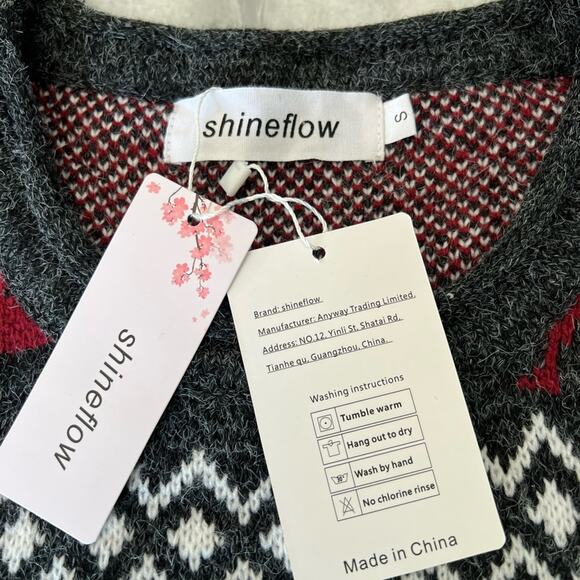 shineflow
S
shineflow
Brand: shineflow
Manufacturer: Anyway Trading Limited.
Address: NO.12, Yinli St, Shatai Rd,
Tianhe qu, Guangzhou, China.
Washing instructions
Tumble warm
Hang out to dry
Wash by hand
No chlorine rinse
Made in China